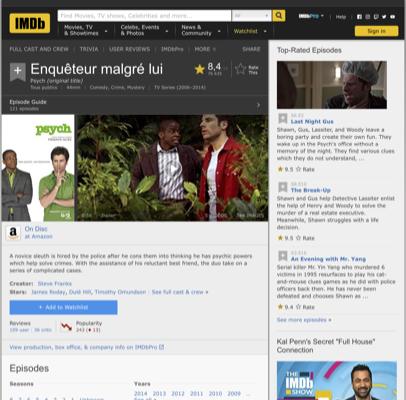 IMDb
Find Movies, TV shows, Celebrities and more...
All
IMDbPro
Help
Movies, TV
& Showtimes
Celebs, Events
& Photos
News &
Community
Watchlist
Sign in
FULL CAST AND CREW | TRIVIA | USER REVIEWS | IMDbPro | MORE
SHARE
Enquêteur malgré lui
Psych (original title)
Tous publics | 44min | Comedy, Crime, Mystery | TV Series (2006–2014)
8,4
Rate
This
Episode Guide
121 episodes
psych
On Disc
at Amazon
A novice sleuth is hired by the police after he cons them into thinking he has psychic powers
which help solve crimes. With the assistance of his reluctant best friend, the duo take on a
series of complicated cases.
Creator: Steve Franks
Stars: James Roday, Dulé Hill, Timothy Omundson | See full cast & crew »
+ Add to Watchlist
Reviews
109 user | 36 critic
Popularity
243
View production, box office, & company info on IMDbPro
Episodes
Seasons
Years
2014 2013 2012 2011 2010 2009 ...
Top-Rated Episodes
Last Night Gus
Shawn, Gus, Lassiter, and Woody leave a
boring party and create their own fun. They
wake up in the Psych's office without a
memory of the night. They find various clues
which they do not understand, ...
9.5 Rate
The Break-Up
Shawn and Gus help Detective Lassiter enlist
the help of Henry and Woody to solve the
murder of a real estate executive.
Meanwhile, Shawn struggles with a life
decision.
9.5 Rate
An Evening with Mr. Yang
Serial killer Mr. Yin Yang who murdered 6
victims in 1995 resurfaces to play his cat-
and-mouse clues games as he did with police
officers back then. He has never been
defeated and chooses Shawn as ...
9.4 Rate
See more episodes »
Kal Penn's Secret "Full House"
Connection
THE
IMDb
SHOW